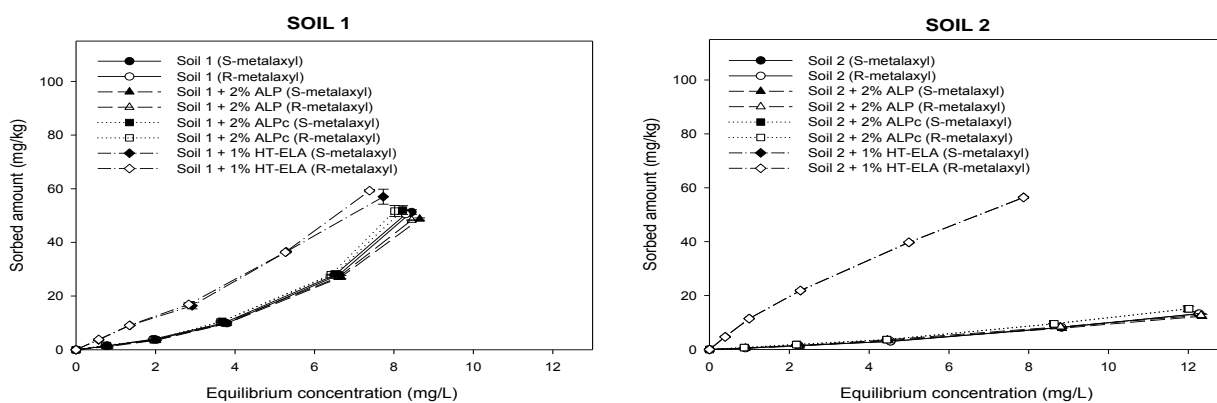 SOIL 1
Soil 1 (S-metalaxyl)
Soil 1 (R-metalaxyl)
Soil 1 + 2% ALP (S-metalaxyl)
Soil 1 + 2% ALP (R-metalaxyl)
Soil 1 + 2% ALPc (S-metalaxyl)
Soil 1 + 2% ALPc (R-metalaxyl)
Soil 1 + 1% HT-ELA (S-metalaxyl)
Soil 1 + 1% HT-ELA (R-metalaxyl)
Sorbed amount (mg/kg)
100
80
60
40
20
0
0 2 4 6 8 10 12
Equilibrium concentration (mg/L)
SOIL 2
Soil 2 (S-metalaxyl)
Soil 2 (R-metalaxyl)
Soil 2 + 2% ALP (S-metalaxyl)
Soil 2 + 2% ALP (R-metalaxyl)
Soil 2 + 2% ALPc (S-metalaxyl)
Soil 2 + 2% ALPc (R-metalaxyl)
Soil 2 + 1% HT-ELA (S-metalaxyl)
Soil 2 + 1% HT-ELA (R-metalaxyl)
Sorbed amount (mg/kg)
100
80
60
40
20
0
0 2 4 6 8 10 12
Equilibrium concentration (mg/L)